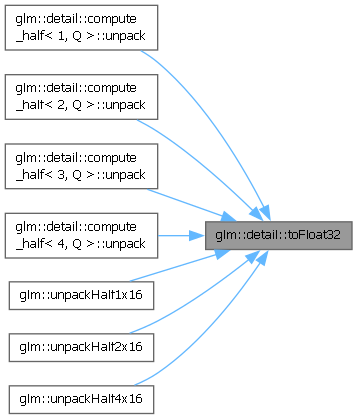 glm::detail::compute
_half< 1, Q >::unpack
glm::detail::compute
_half< 2, Q >::unpack
glm::detail::compute
_half< 3, Q >::unpack
glm::detail::compute
_half< 4, Q >::unpack
glm::detail::toFloat32
glm::unpackHalf1x16
glm::unpackHalf2x16
glm::unpackHalf4x16